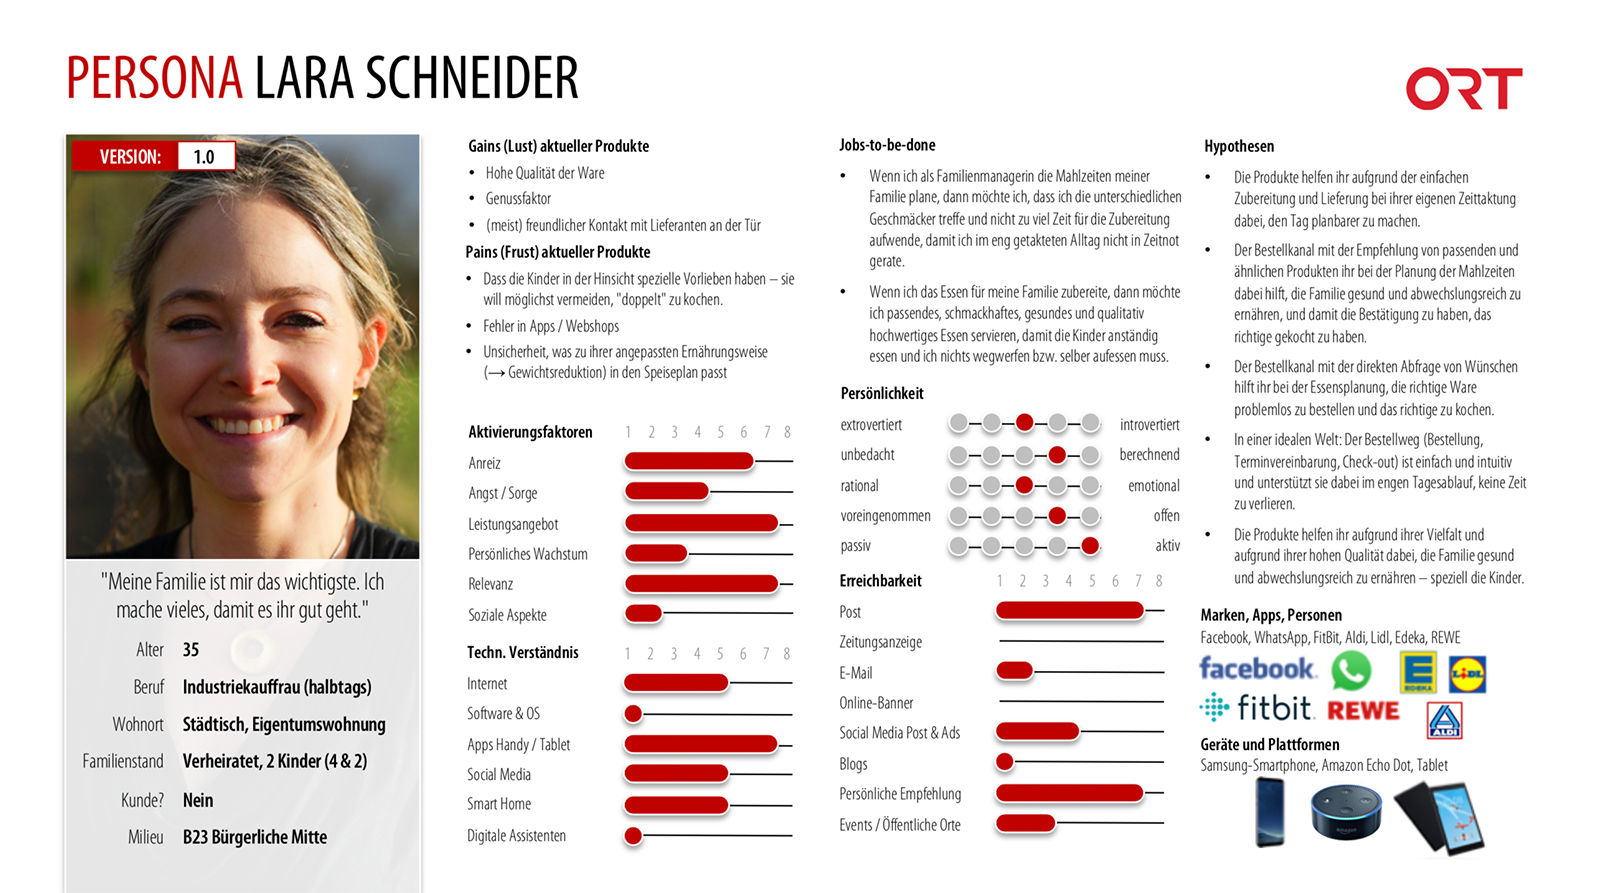 PERSONA LARA SCHNEIDER
ORT
VERSION: 1.0
"Meine Familie ist mir das wichtigste. Ich
mache vieles, damit es ihr gut geht."
Alter 35
Beruf Industriekauffrau (halbtags)
Wohnort Städtisch, Eigentumswohnung
Familienstand Verheiratet, 2 Kinder (4 & 2)
Kunde? Nein
Milieu B23 Bürgerliche Mitte
Gains (Lust) aktueller Produkte
• Hohe Qualität der Ware
• Genussfaktor
• (meist) freundlicher Kontakt mit Lieferanten an der Tür
Pains (Frust) aktueller Produkte
• Dass die Kinder in der Hinsicht spezielle Vorlieben haben – sie
will möglichst vermeiden, "doppelt" zu kochen.
• Fehler in Apps / Webshops
• Unsicherheit, was zu ihrer angepassten Ernährungsweise
(→ Gewichtsreduktion) in den Speiseplan passt
Aktivierungsfaktoren 1 2 3 4 5 6 7 8
Anreiz
Angst / Sorge
Leistungsangebot
Persönliches Wachstum
Relevanz
Soziale Aspekte
Techn. Verständnis 1 2 3 4 5 6 7 8
Internet
Software & OS
Apps Handy / Tablet
Social Media
Smart Home
Digitale Assistenten
Jobs-to-be-done
• Wenn ich als Familienmanagerin die Mahlzeiten meiner
Familie plane, dann möchte ich, dass ich die unterschiedlichen
Geschmäcker treffe und nicht zu viel Zeit für die Zubereitung
aufwende, damit ich im eng getakteten Alltag nicht in Zeitnot
gerate.
• Wenn ich das Essen für meine Familie zubereite, dann möchte
ich passendes, schmackhaftes, gesundes und qualitativ
hochwertiges Essen servieren, damit die Kinder anständig
essen und ich nichts wegwerfen bzw. selber aufessen muss.
Persönlichkeit
extrovertiert introvertiert
unbedacht berechnend
rational emotional
voreingenommen offen
passiv aktiv
Erreichbarkeit 1 2 3 4 5 6 7 8
Post
Zeitungsanzeige
E-Mail
Online-Banner
Social Media Post & Ads
Blogs
Persönliche Empfehlung
Events / Öffentliche Orte
Hypothesen
• Die Produkte helfen ihr aufgrund der einfachen
Zubereitung und Lieferung bei ihrer eigenen Zeittaktung
dabei, den Tag planbarer zu machen.
• Der Bestellkanal mit der Empfehlung von passenden und
ähnlichen Produkten ihr bei der Planung der Mahlzeiten
dabei hilft, die Familie gesund und abwechslungsreich zu
ernähren, und damit die Bestätigung zu haben, das
richtige gekocht zu haben.
• Der Bestellkanal mit der direkten Abfrage von Wünschen
hilft ihr bei der Essensplanung, die richtige Ware
problemlos zu bestellen und das richtige zu kochen.
• In einer idealen Welt: Der Bestellweg (Bestellung,
Terminvereinbarung, Check-out) ist einfach und intuitiv
und unterstützt sie dabei im engen Tagesablauf, keine Zeit
zu verlieren.
• Die Produkte helfen ihr aufgrund ihrer Vielfalt und
aufgrund ihrer hohen Qualität dabei, die Familie gesund
und abwechslungsreich zu ernähren – speziell die Kinder.
Marken, Apps, Personen
Facebook, WhatsApp, FitBit, Aldi, Lidl, Edeka, REWE
facebook. E EDEKA LIDL
fitbit. REWE ALDI
Geräte und Plattformen
Samsung-Smartphone, Amazon Echo Dot, Tablet
amazon